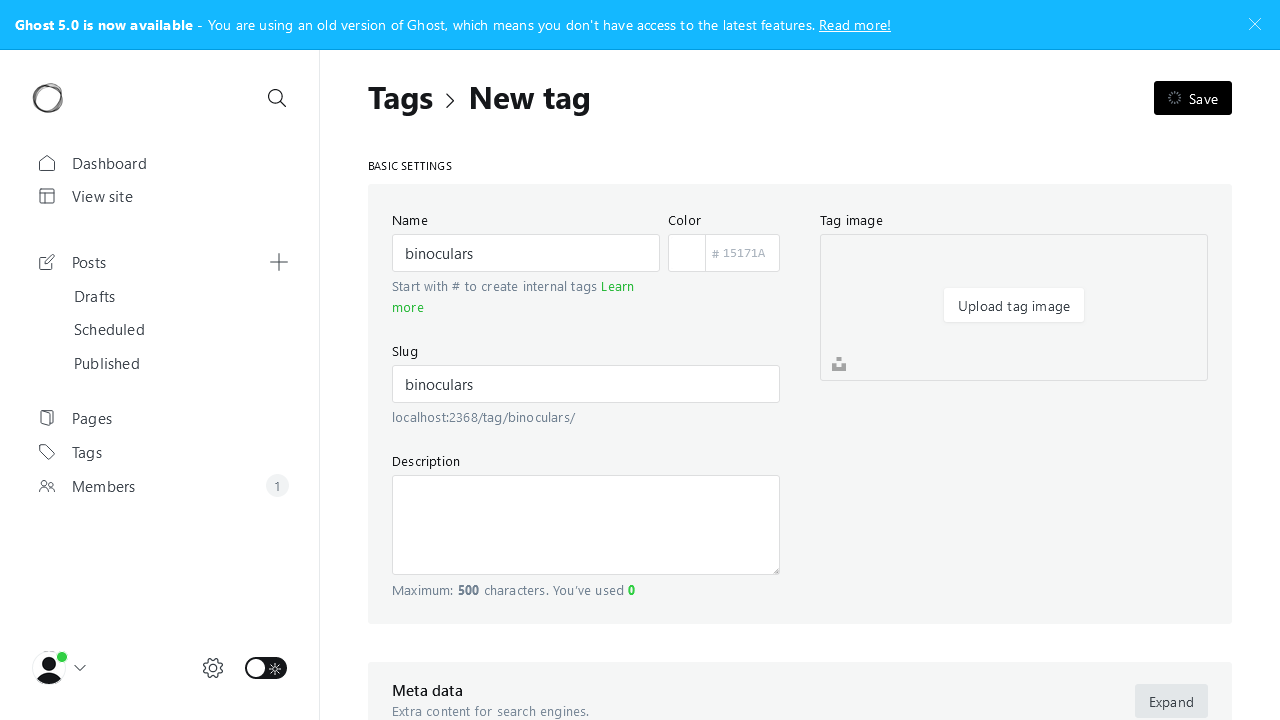 Ghost 5.0 is now available - You are using an old version of Ghost, which means you don't have access to the latest features. Read more!
Tags > New tag
Save
Dashboard
View site
Posts
Drafts
Scheduled
Published
Pages
Tags
Members
1
BASIC SETTINGS
Name
binoculars
Start with # to create internal tags Learn
more
Color
# 15171A
Slug
binoculars
localhost:2368/tag/binoculars/
Description
Maximum: 500 characters. You've used 0
Tag image
Upload tag image
Meta data
Extra content for search engines.
Expand